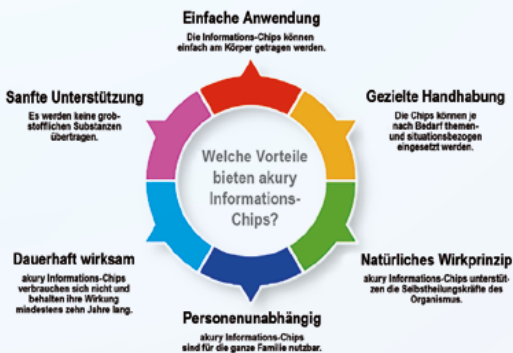 Einfache Anwendung
Die Informations-Chips können
einfach am Körper getragen werden.
Sanfte Unterstützung
Es werden keine grob-
stofflichen Substanzen
übertragen.
Gezielte Handhabung
Die Chips können je
nach Bedarf themen-
und situationsbezogen
eingesetzt werden.
Welche Vorteile
bieten akury
Informations-
Chips?
Dauerhaft wirksam
akury Informations-Chips
verbrauchen sich nicht und
behalten ihre Wirkung
mindestens zehn Jahre lang.
Natürliches Wirkprinzip
akury Informations-Chips unterstüt-
zen die Selbstheilungskräfte des
Organismus.
Personenunabhängig
akury Informations-Chips
sind für die ganze Familie nutzbar.